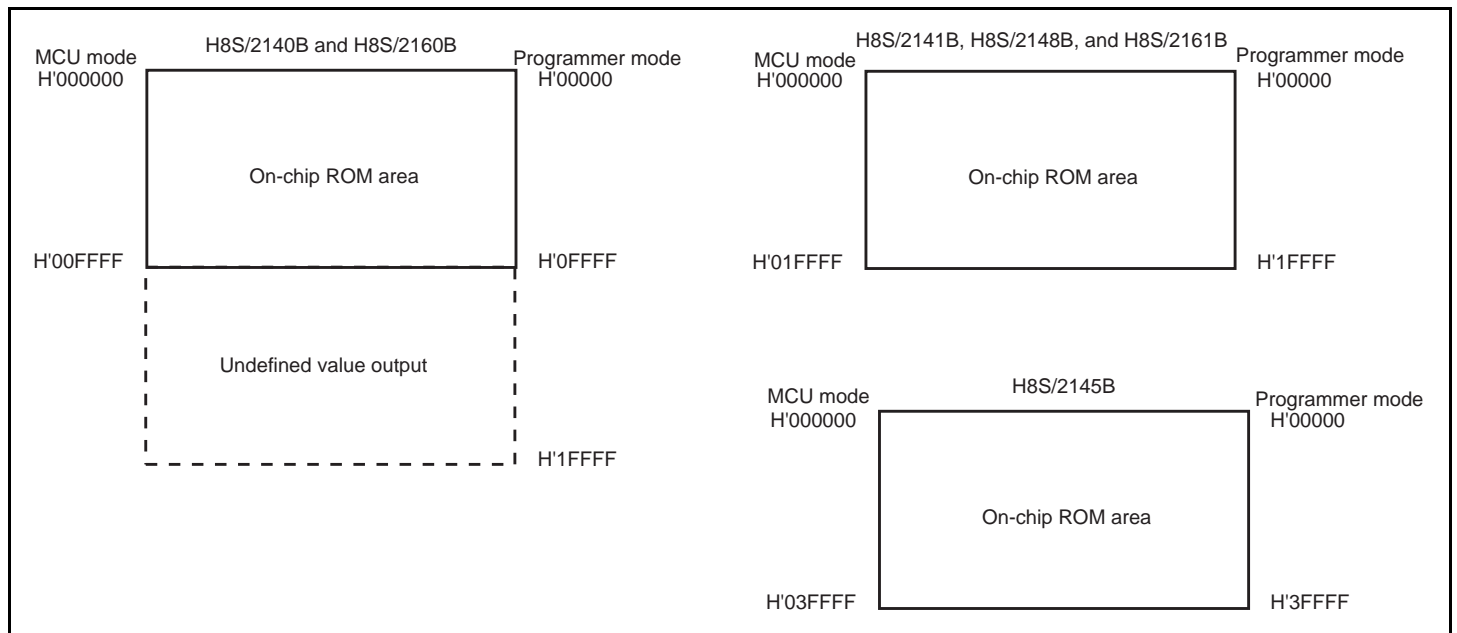 H8S/2140B and H8S/2160B
MCU mode
H'000000
Programmer mode
H'00000
On-chip ROM area
H'00FFFF
H'0FFFF
Undefined value output
H'1FFFF
H8S/2141B, H8S/2148B, and H8S/2161B
MCU mode
H'000000
Programmer mode
H'00000
On-chip ROM area
H'01FFFF
H'1FFFF
H8S/2145B
MCU mode
H'000000
Programmer mode
H'00000
On-chip ROM area
H'03FFFF
H'3FFFF